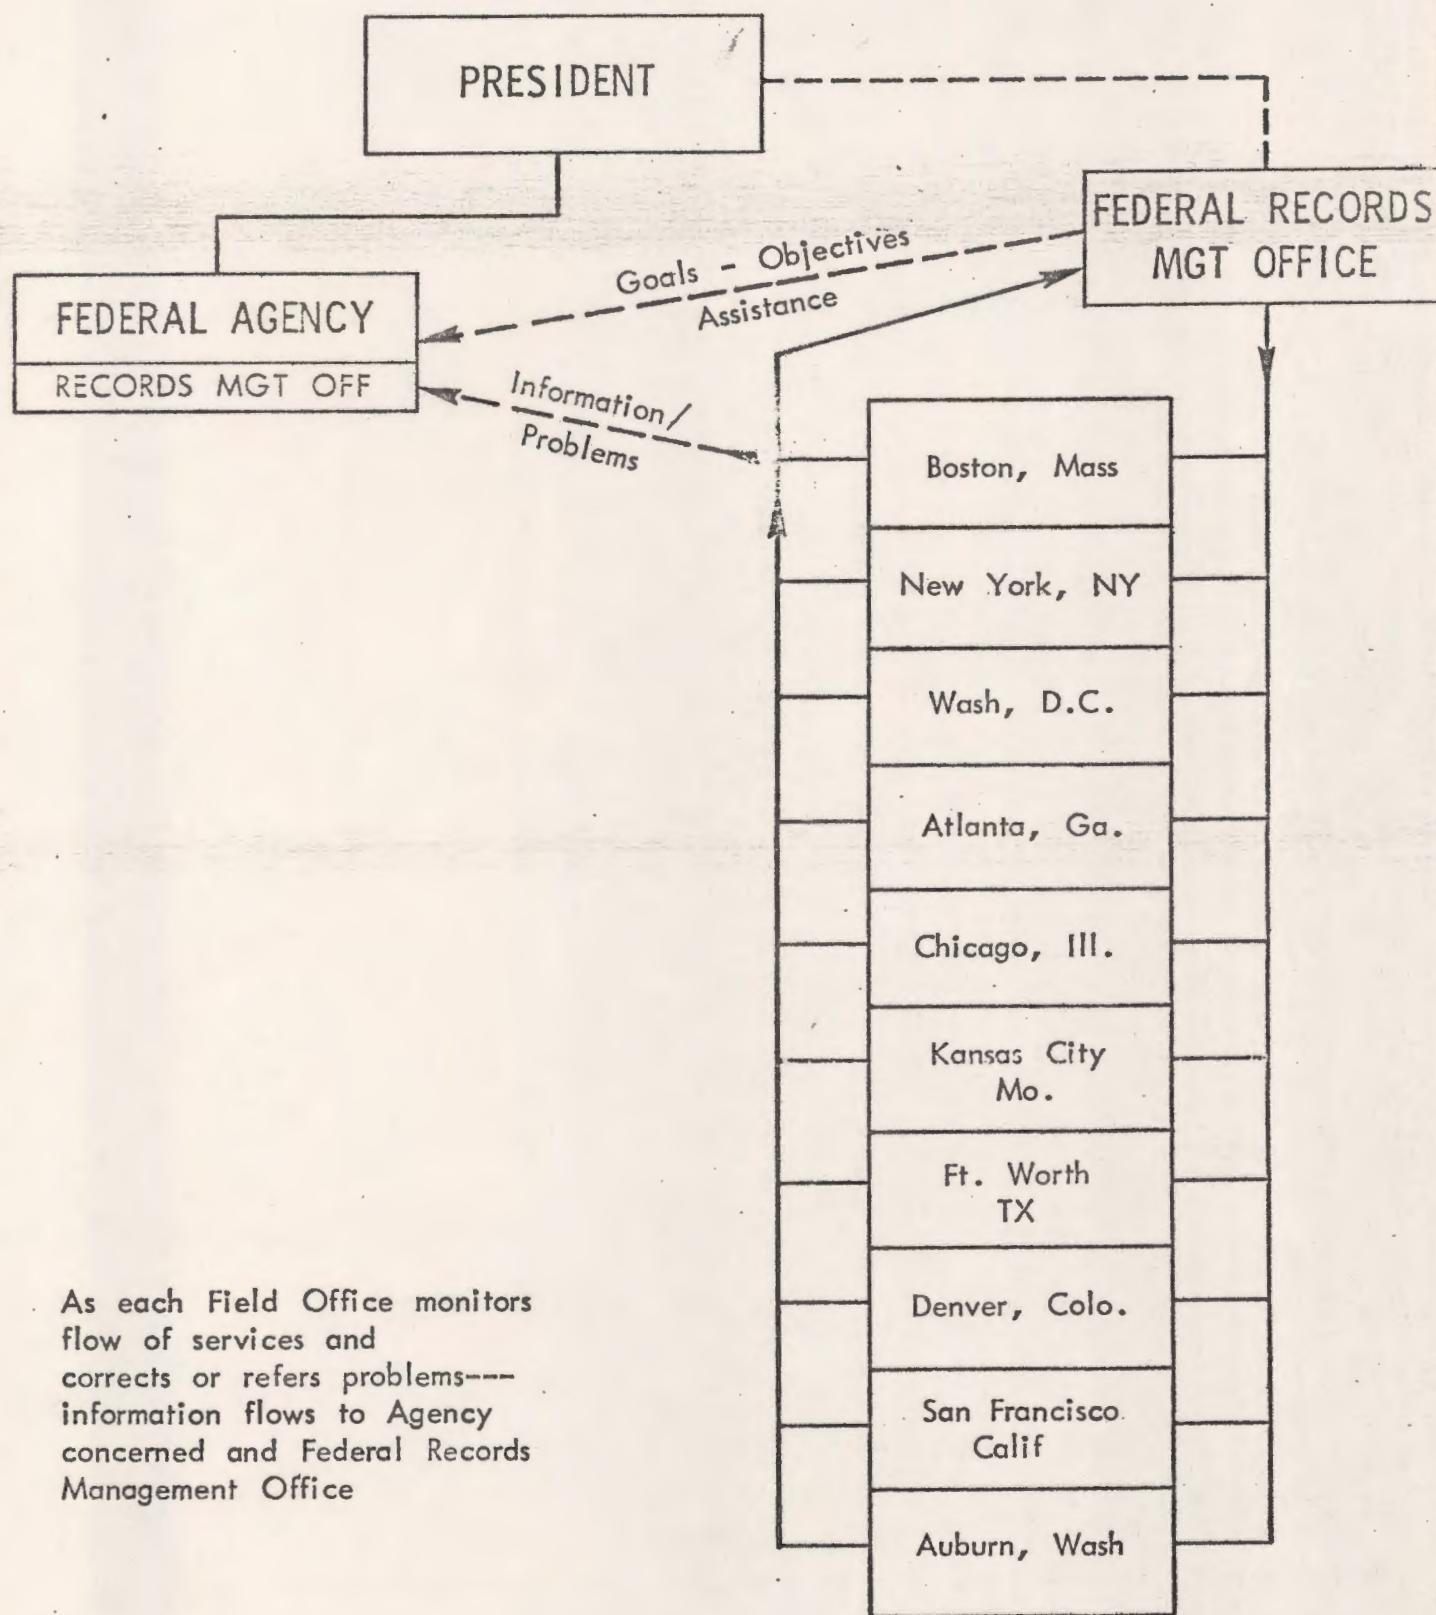 PRESIDENT
FEDERAL RECORDS
MGT OFFICE
Goals - Objectives
Assistance
FEDERAL AGENCY
RECORDS MGT OFF
Information/
Problems
Boston, Mass
New York, NY
Wash, D.C.
Atlanta, Ga.
Chicago, Ill.
Kansas City
Mo.
Ft. Worth
TX
Denver, Colo.
San Francisco
Calif
Auburn, Wash
As each Field Office monitors
flow of services and
corrects or refers problems---
information flows to Agency
concerned and Federal Records
Management Office